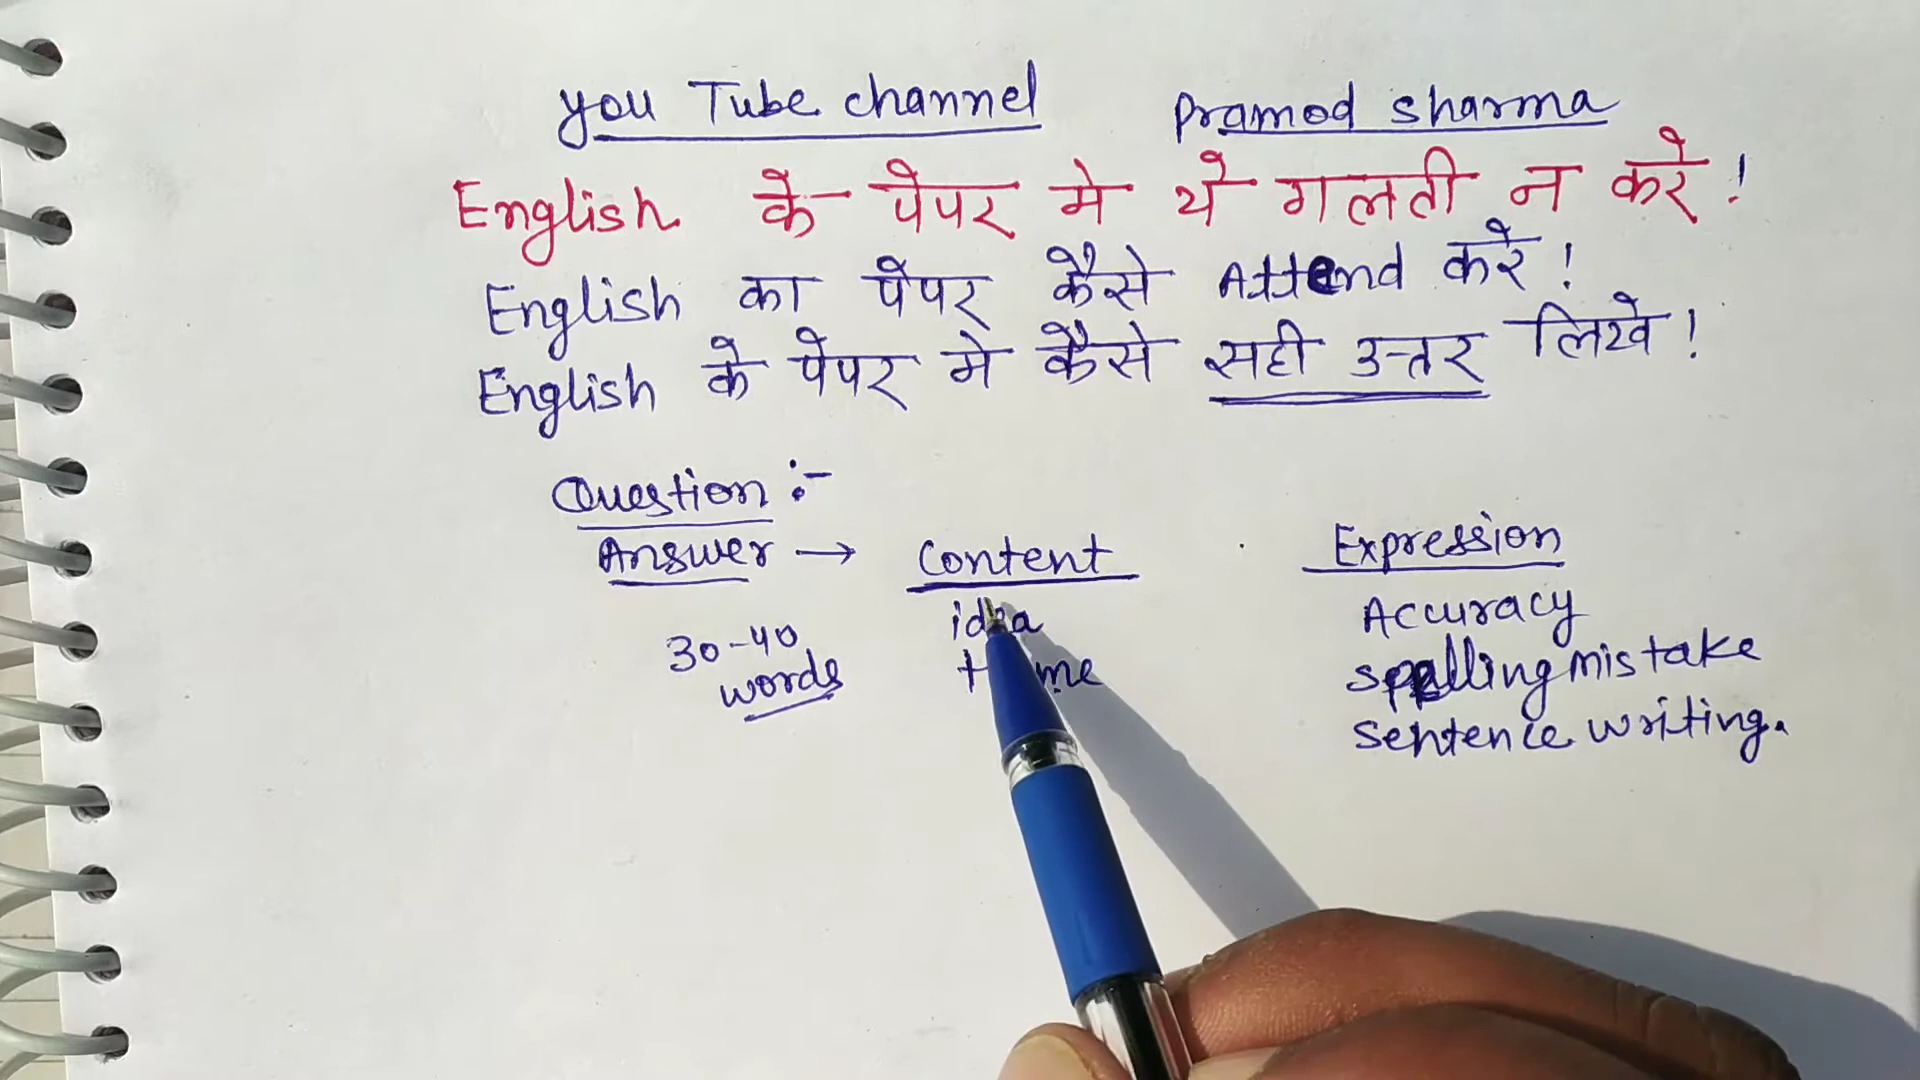 you Tube channel Pramod Sharma
English के पेपर मे ये गलती न करे !
English का पेपर कैसे Attend करे !
English के पेपर मे कैसे सही उत्तर लिखे !
Question :-
Answer → Content Expression
idea Accuracy
30-40 spelling mistake
words sentence writing.